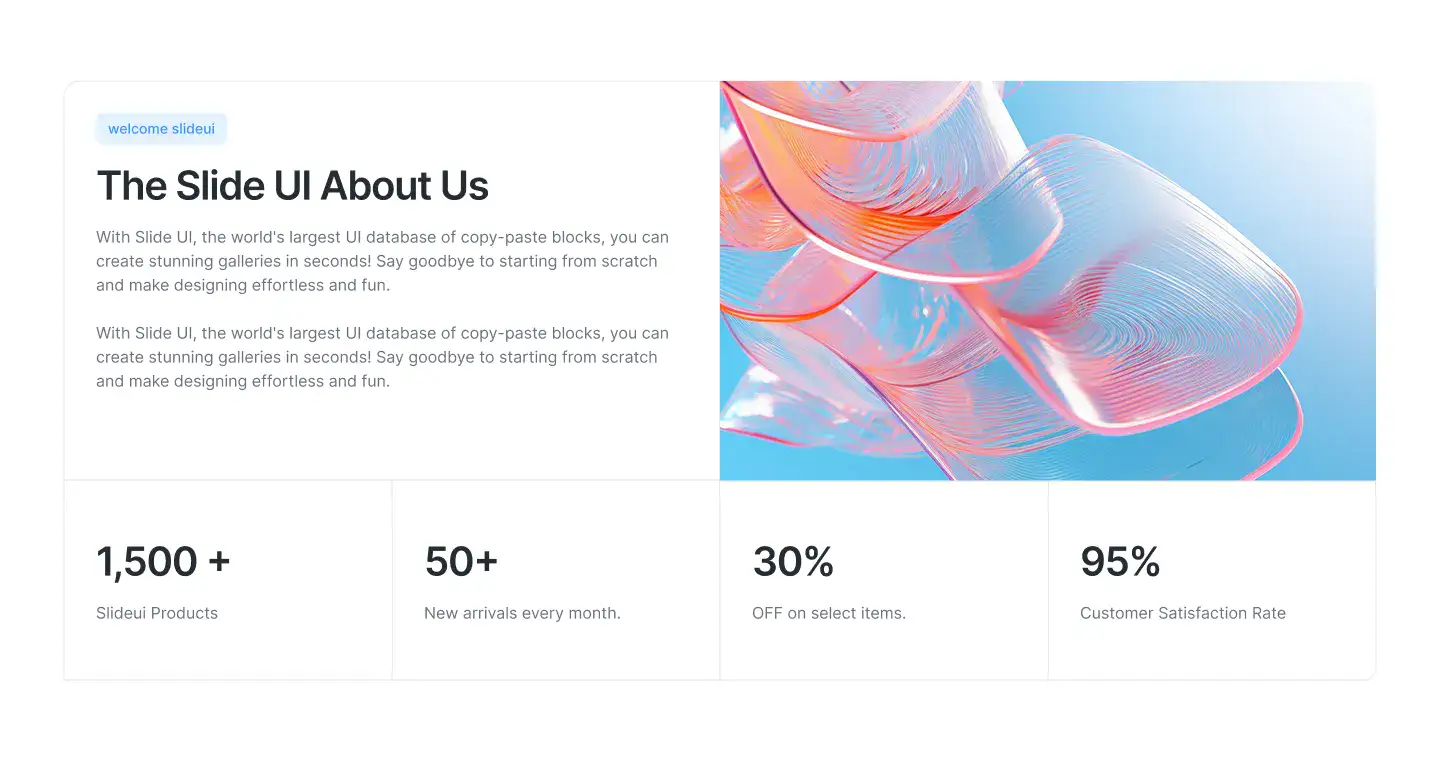 welcome slideui
The Slide UI About Us
With Slide UI, the world's largest UI database of copy-paste blocks, you can
create stunning galleries in seconds! Say goodbye to starting from scratch
and make designing effortless and fun.
With Slide UI, the world's largest UI database of copy-paste blocks, you can
create stunning galleries in seconds! Say goodbye to starting from scratch
and make designing effortless and fun.
1,500 +
Slideui Products
50+
New arrivals every month.
30%
OFF on select items.
95%
Customer Satisfaction Rate